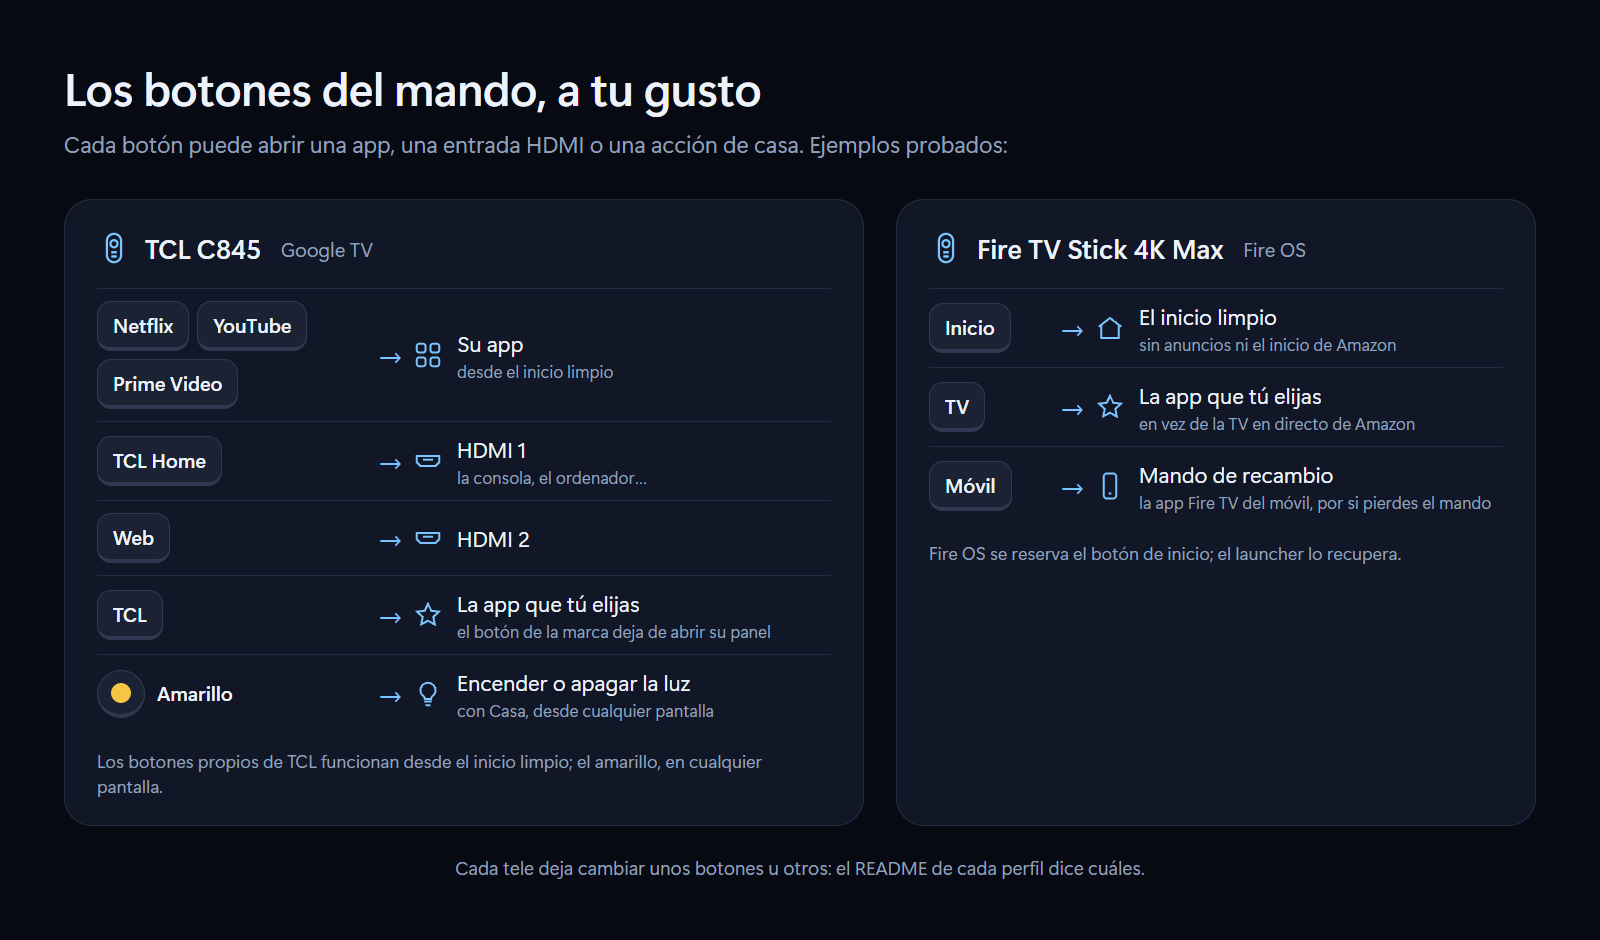 Los botones del mando, a tu gusto
Cada botón puede abrir una app, una entrada HDMI o una acción de casa. Ejemplos probados:
TCL C845 Google TV
Netflix YouTube
Prime Video
Su app
desde el inicio limpio
TCL Home
HDMI 1
la consola, el ordenador...
Web
HDMI 2
TCL
La app que tú elijas
el botón de la marca deja de abrir su panel
Amarillo
Encender o apagar la luz
con Casa, desde cualquier pantalla
Los botones propios de TCL funcionan desde el inicio limpio; el amarillo, en cualquier
pantalla.
Fire TV Stick 4K Max Fire OS
Inicio
El inicio limpio
sin anuncios ni el inicio de Amazon
TV
La app que tú elijas
en vez de la TV en directo de Amazon
Móvil
Mando de recambio
la app Fire TV del móvil, por si pierdes el mando
Fire OS se reserva el botón de inicio; el launcher lo recupera.
Cada tele deja cambiar unos botones u otros: el README de cada perfil dice cuáles.